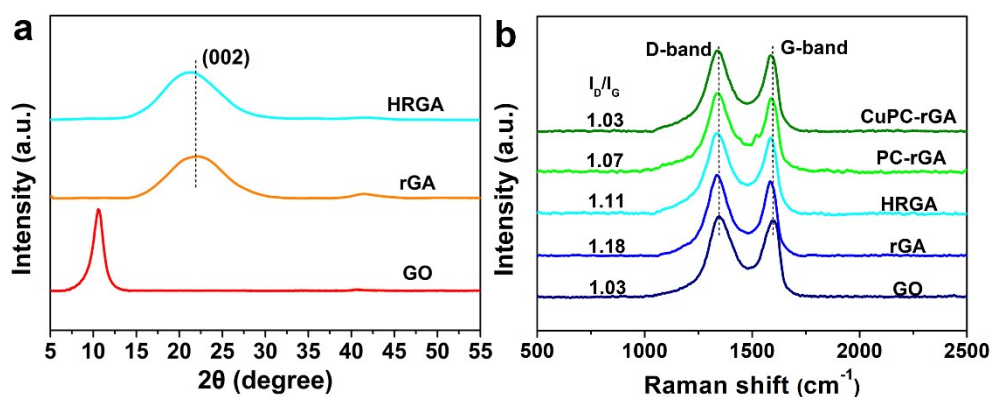 a
Intensity (a.u.)
(002)
HRGA
rGA
GO
5 10 15 20 25 30 35 40 45 50 55
2θ (degree)
b
Intensity (a.u.)
D-band
G-band
I_D/I_G
1.03
CuPC-rGA
1.07
PC-rGA
1.11
HRGA
1.18
rGA
1.03
GO
500 1000 1500 2000 2500
Raman shift (cm⁻¹)